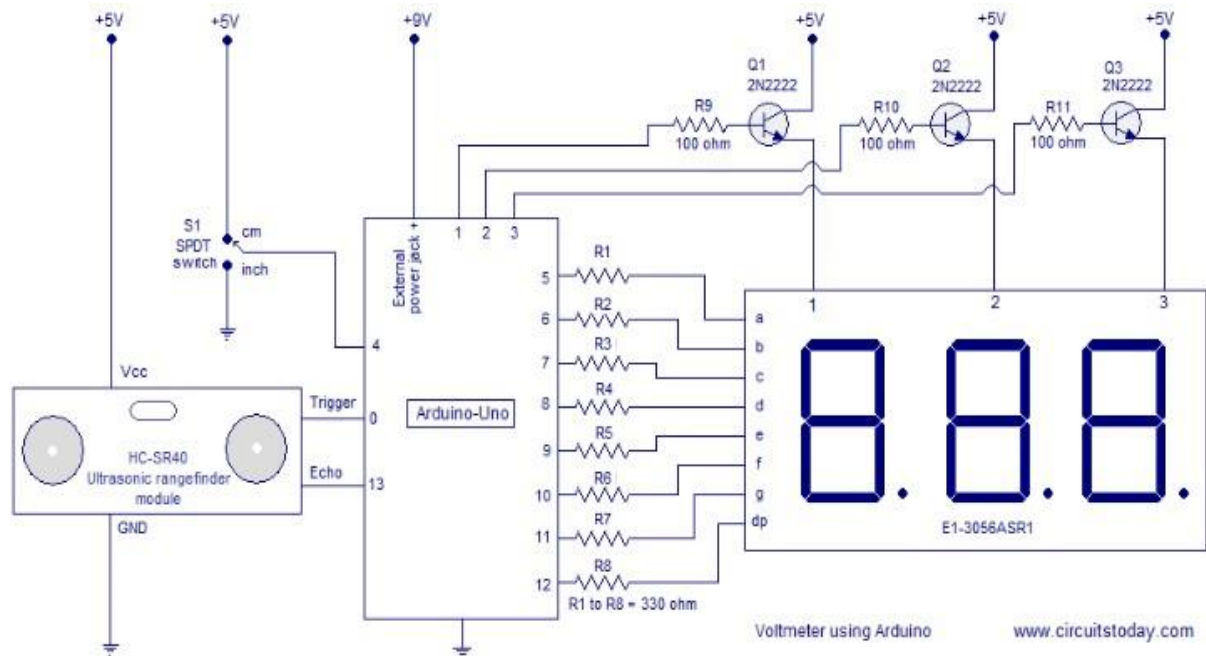 +5V
+5V
+9V
+5V
+5V
+5V
Q1
2N2222
Q2
2N2222
Q3
2N2222
R9
100 ohm
R10
100 ohm
R11
100 ohm
S1
SPDT
switch
cm
inch
External
power jack +
1
2
3
4
0
13
Arduino-Uno
5
6
7
8
9
10
11
12
R1
R2
R3
R4
R5
R6
R7
R8
R1 to R8 = 330 ohm
Vcc
Trigger
Echo
GND
HC-SR40
Ultrasonic rangefinder
module
1
2
3
a
b
c
d
e
f
g
dp
8.8.8.
E1-3056ASR1
Voltmeter using Arduino
www.circuitstoday.com